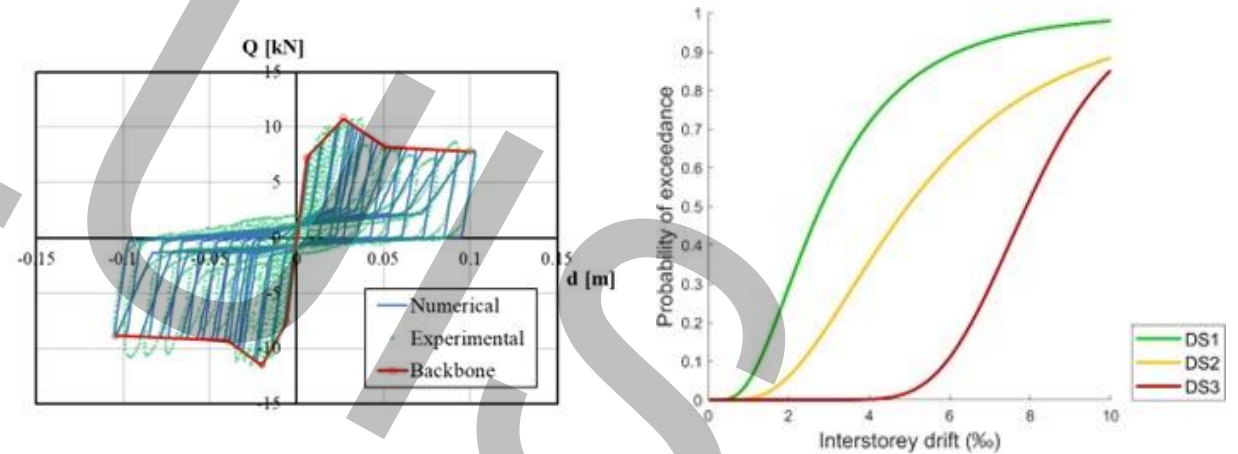 Q [kN]
15
10
5
0
-0.15
-0.05
0
0.05
0.1
0.15
d [m]
-5
-10
-15
Numerical
Experimental
Backbone
Probability of exceedance
1
0.9
0.8
0.7
0.6
0.5
0.4
0.3
0.2
0.1
0
0 2 4 6 8 10
Interstorey drift (‰)
DS1
DS2
DS3